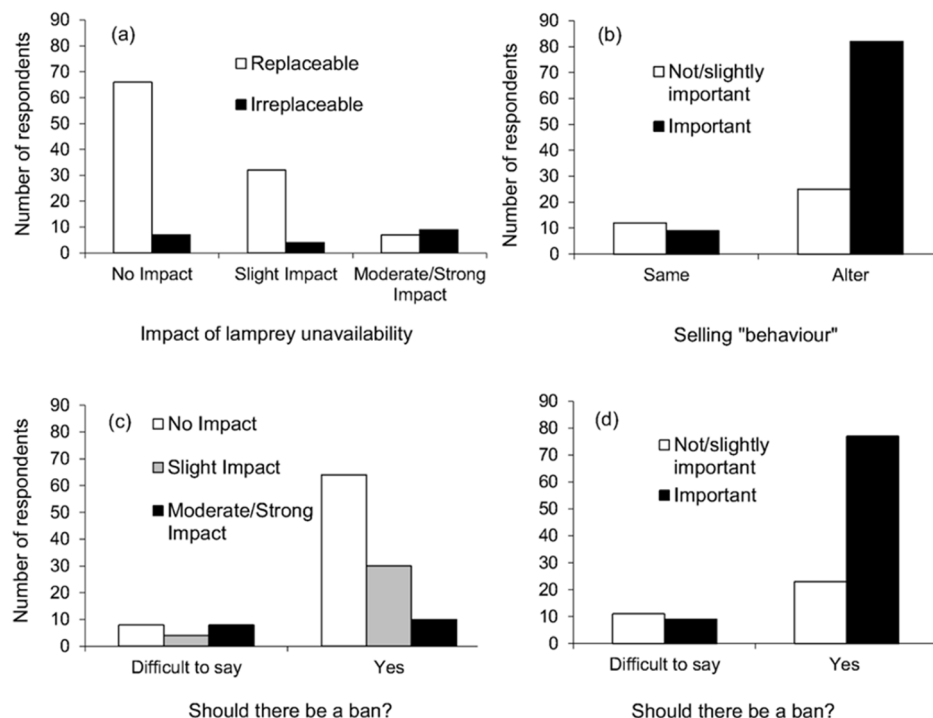 (a)
Number of respondents
90
80
70
60
50
40
30
20
10
0
Replaceable
Irreplaceable
No Impact
Slight Impact
Moderate/Strong
Impact
Impact of lamprey unavailability
(b)
Number of respondents
90
80
70
60
50
40
30
20
10
0
Not/slightly
important
Important
Same
Alter
Selling "behaviour"
(c)
Number of respondents
90
80
70
60
50
40
30
20
10
0
No Impact
Slight Impact
Moderate/Strong
Impact
Difficult to say
Yes
Should there be a ban?
(d)
Number of respondents
90
80
70
60
50
40
30
20
10
0
Not/slightly
important
Important
Difficult to say
Yes
Should there be a ban?